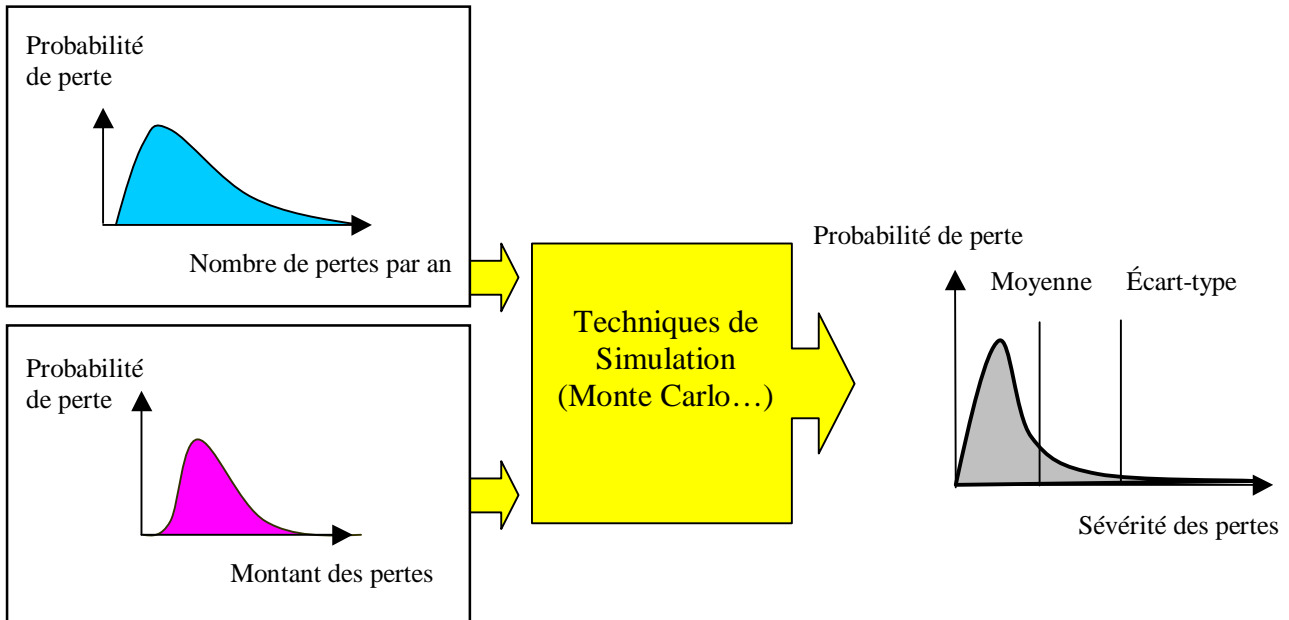 Probabilité
de perte
Nombre de pertes par an
Probabilité
de perte
Montant des pertes
Techniques de
Simulation
(Monte Carlo…)
Probabilité de perte
Moyenne
Écart-type
Sévérité des pertes